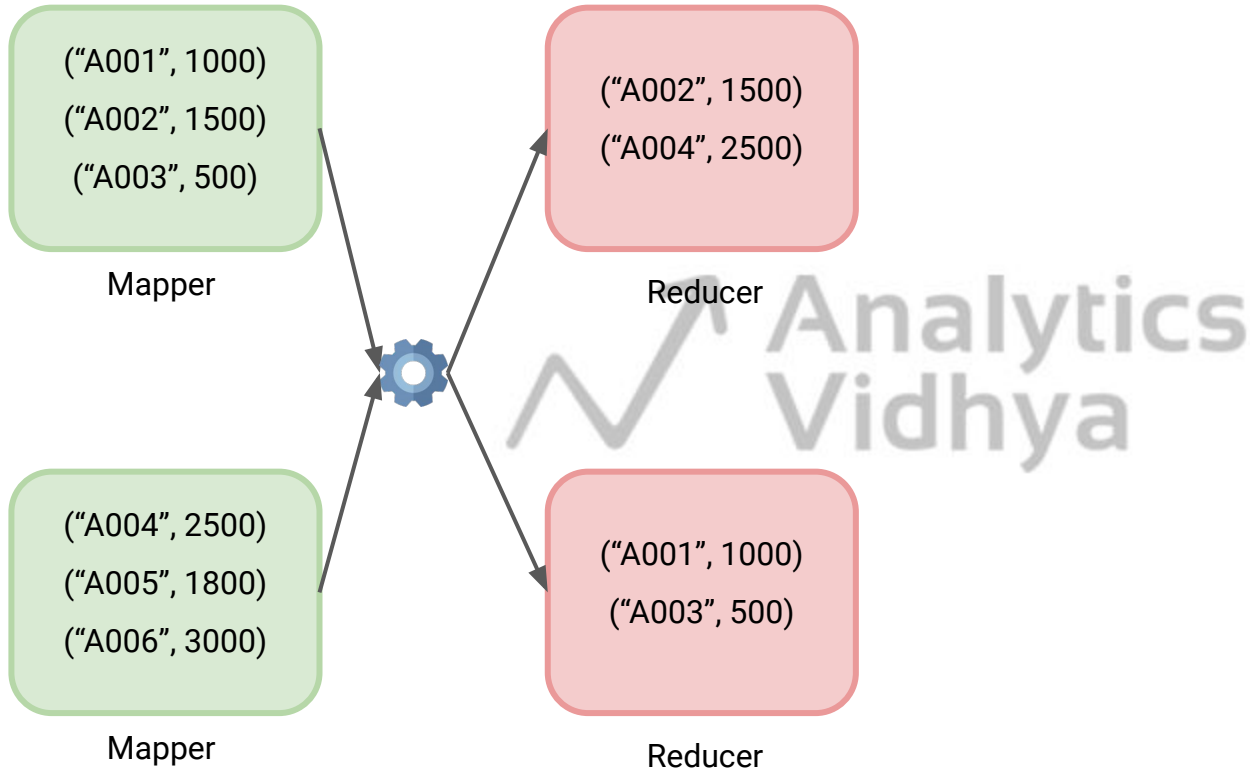 (“A001”, 1000)
(“A002”, 1500)
(“A003”, 500)
Mapper
(“A002”, 1500)
(“A004”, 2500)
Reducer
Analytics
Vidhya
(“A004”, 2500)
(“A005”, 1800)
(“A006”, 3000)
Mapper
(“A001”, 1000)
(“A003”, 500)
Reducer